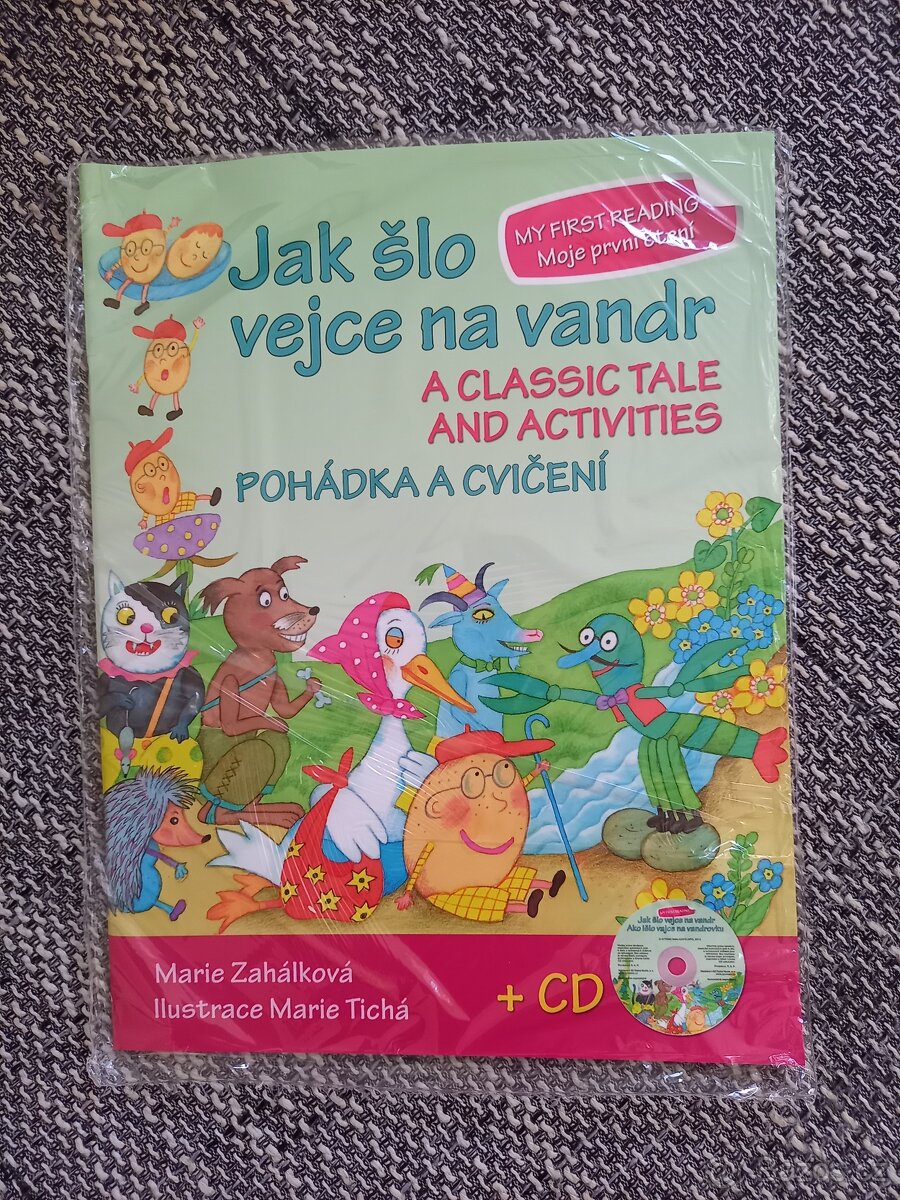 MY FIRST READING
Moje první čtení
Jak šlo
vejce na vandr
A CLASSIC TALE
AND ACTIVITIES
POHÁDKA A CVIČENÍ
Marie Zahálková
Ilustrace Marie Tichá
+ CD
Jak šlo vejce na vandr
Ako išlo vajce na vandrovku